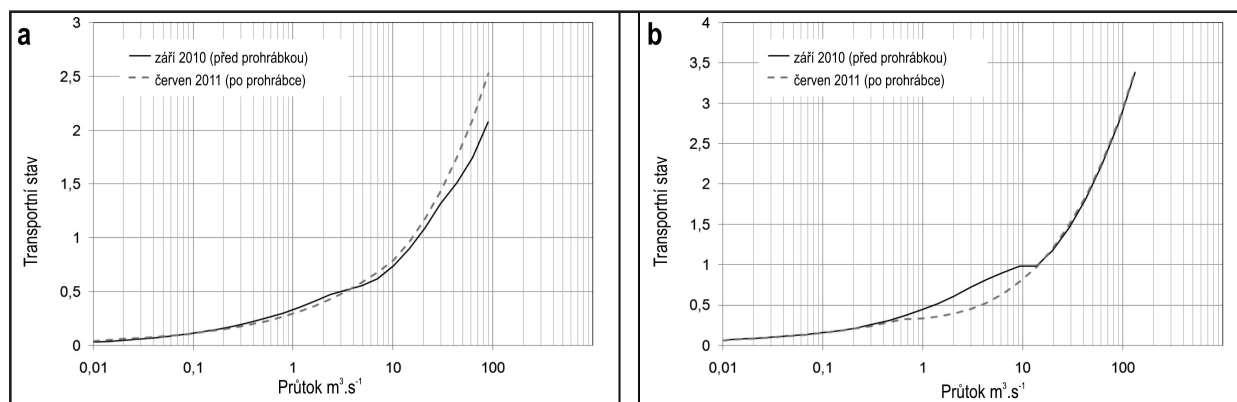 a
září 2010 (před prohrábkou)
červen 2011 (po prohrábce)
Transportní stav
3
2,5
2
1,5
1
0,5
0
0,01
0,1
1
10
100
Průtok m³.s⁻¹
b
září 2010 (před prohrábkou)
červen 2011 (po prohrábce)
Transportní stav
4
3,5
3
2,5
2
1,5
1
0,5
0
0,01
0,1
1
10
100
Průtok m³.s⁻¹